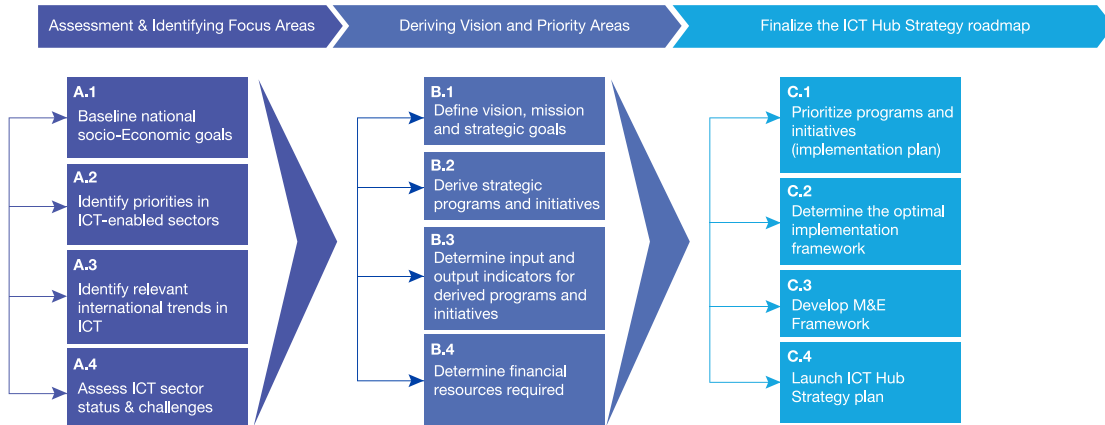 Assessment & Identifying Focus Areas
Deriving Vision and Priority Areas
Finalize the ICT Hub Strategy roadmap
A.1
Baseline national
socio-Economic goals
A.2
Identify priorities in
ICT-enabled sectors
A.3
Identify relevant
international trends in
ICT
A.4
Assess ICT sector
status & challenges
B.1
Define vision, mission
and strategic goals
B.2
Derive strategic
programs and initiatives
B.3
Determine input and
output indicators for
derived programs and
initiatives
B.4
Determine financial
resources required
C.1
Prioritize programs and
initiatives
(implementation plan)
C.2
Determine the optimal
implementation
framework
C.3
Develop M&E
Framework
C.4
Launch ICT Hub
Strategy plan